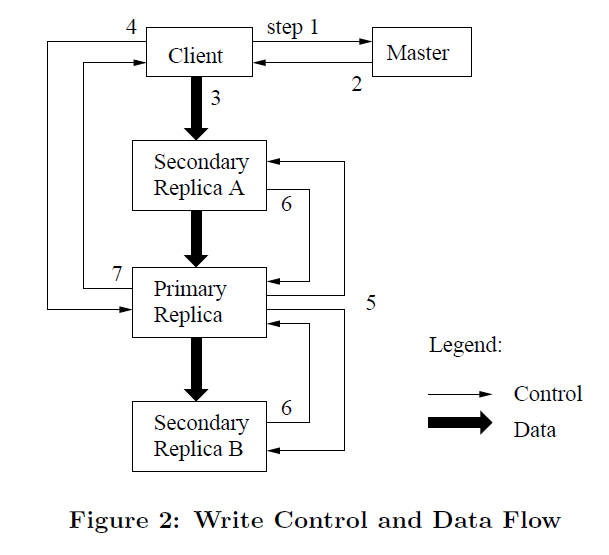 4
step 1
Client
Master
2
3
Secondary
Replica A
6
7
Primary
Replica
5
Legend:
Control
Data
6
Secondary
Replica B
Figure 2: Write Control and Data Flow